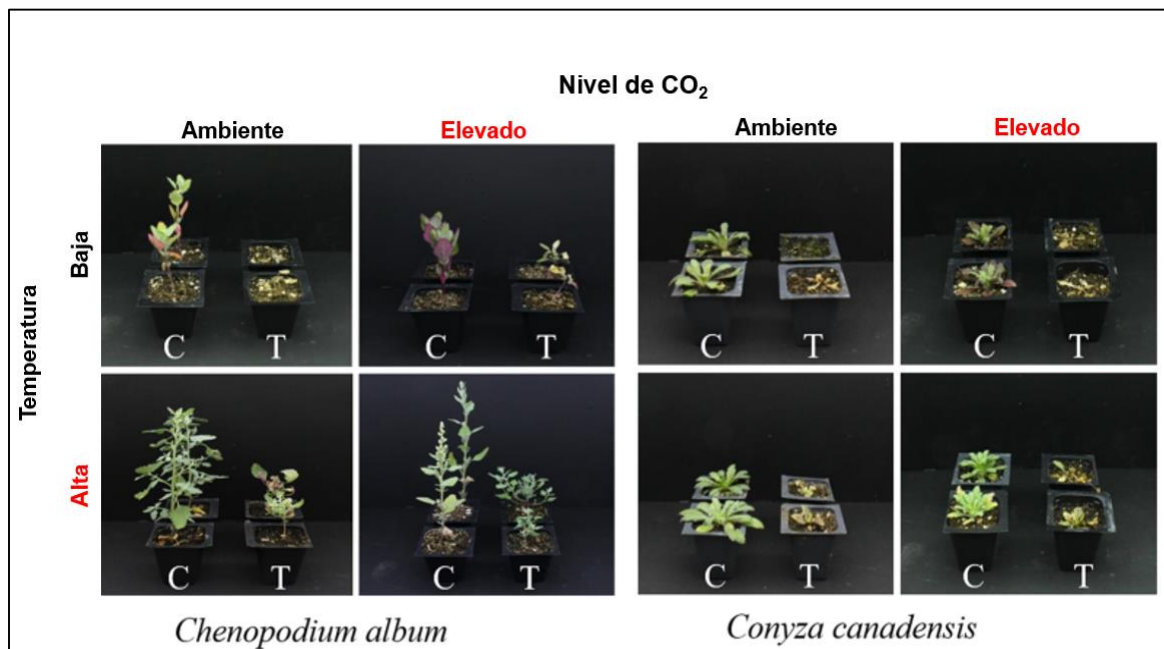 Nivel de CO₂
Ambiente Elevado Ambiente Elevado
Temperatura
Baja
C T C T C T C T
Alta
C T C T C T C T
Chenopodium album Conyza canadensis